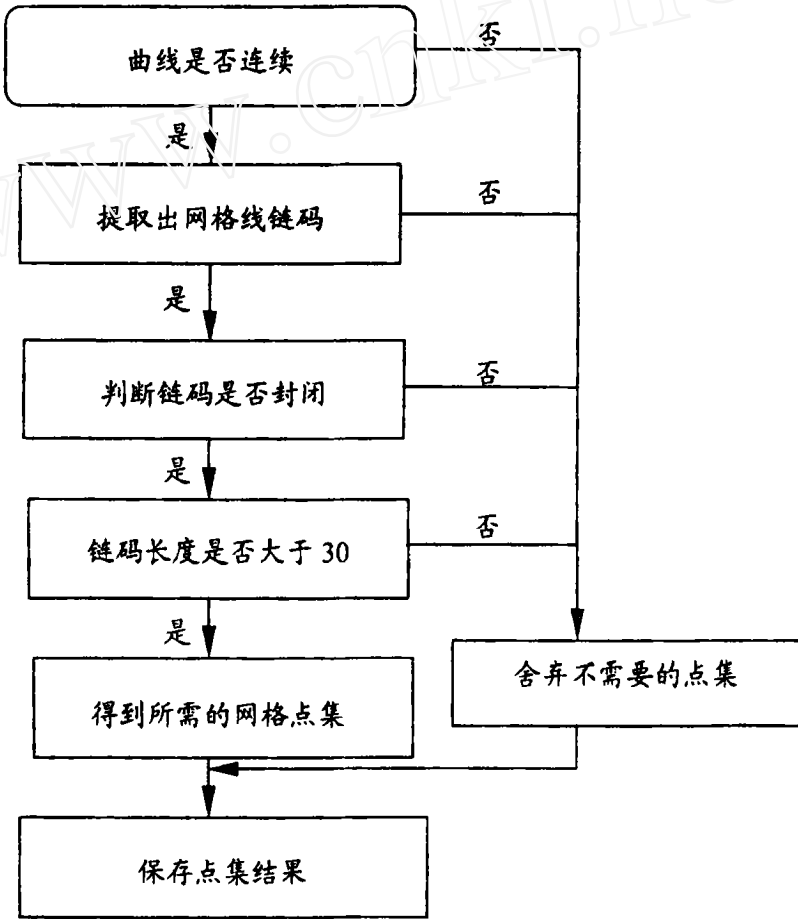 www.cnki.ne
曲线是否连续
否
是
提取出网格线链码
否
是
判断链码是否封闭
否
是
链码长度是否大于 30
否
是
得到所需的网格点集
舍弃不需要的点集
保存点集结果